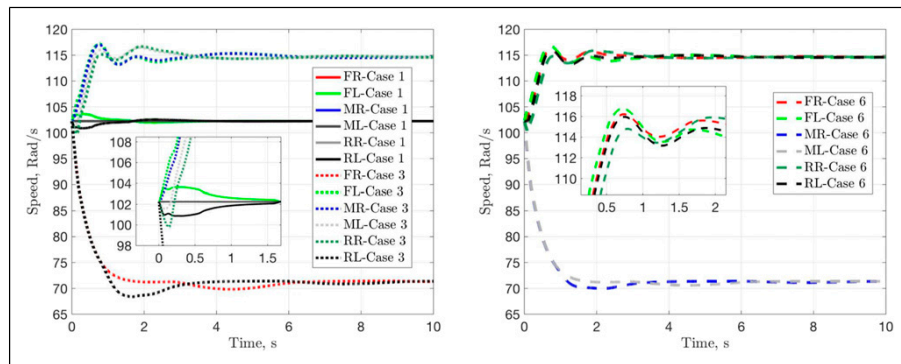 120
115
110
105
100
95
90
85
80
75
70
65
Speed, Rad/s
0
2
4
6
8
10
Time, s
108
106
104
102
100
98
0
0.5
1
1.5
FR-Case 1
FL-Case 1
MR-Case 1
ML-Case 1
RR-Case 1
RL-Case 1
FR-Case 3
FL-Case 3
MR-Case 3
ML-Case 3
RR-Case 3
RL-Case 3
120
115
110
105
100
95
90
85
80
75
70
65
Speed, Rad/s
0
2
4
6
8
10
Time, s
118
116
114
112
110
0.5
1
1.5
2
FR-Case 6
FL-Case 6
MR-Case 6
ML-Case 6
RR-Case 6
RL-Case 6